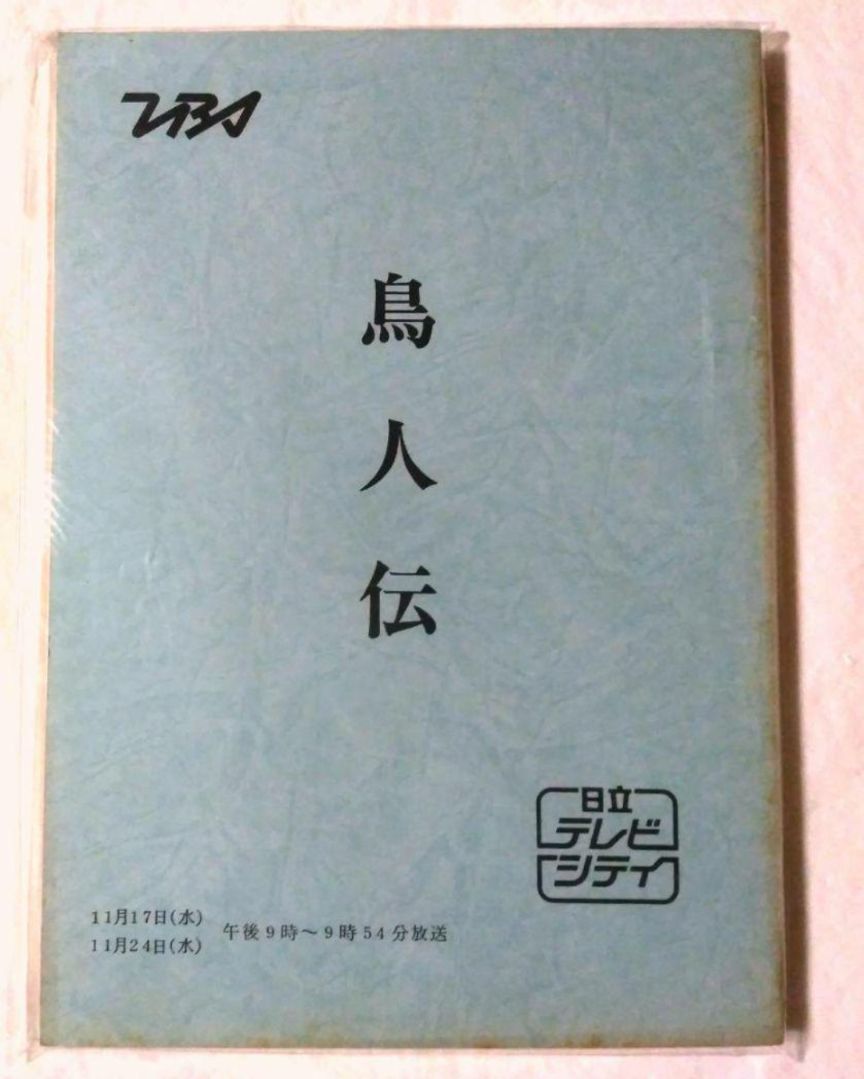 TBS
鳥人伝
日立
テレビ
シティ
11月17日(水)
11月24日(水)
午後9時〜9時54分放送